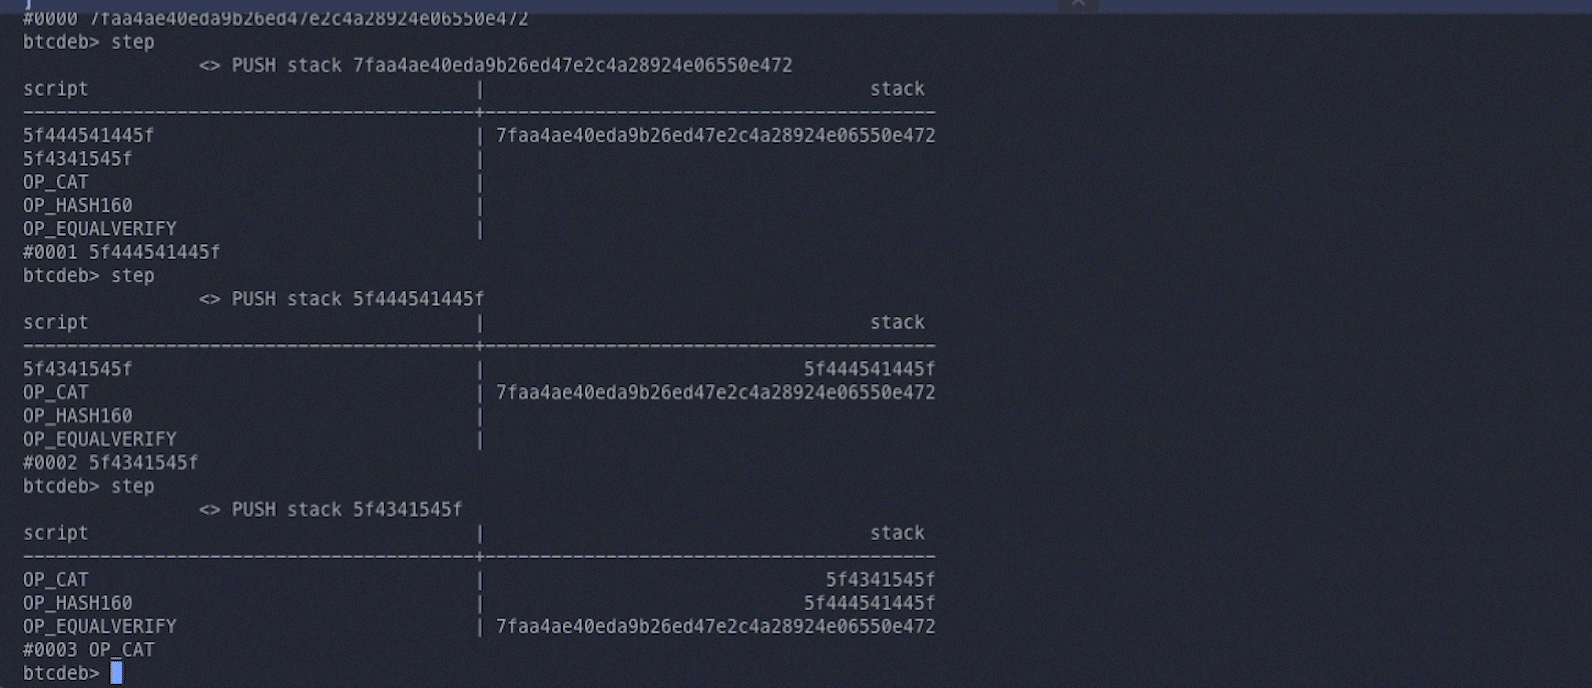 #0000 7faa4ae40eda9b26ed47e2c4a28924e06550e472
btcdeb> step
<> PUSH stack 7faa4ae40eda9b26ed47e2c4a28924e06550e472
script | stack
-----------------------------------------+-----------------------------------------
5f444541445f | 7faa4ae40eda9b26ed47e2c4a28924e06550e472
5f4341545f |
OP_CAT |
OP_HASH160 |
OP_EQUALVERIFY |
#0001 5f444541445f
btcdeb> step
<> PUSH stack 5f444541445f
script | stack
-----------------------------------------+-----------------------------------------
5f4341545f | 5f444541445f
OP_CAT | 7faa4ae40eda9b26ed47e2c4a28924e06550e472
OP_HASH160 |
OP_EQUALVERIFY |
#0002 5f4341545f
btcdeb> step
<> PUSH stack 5f4341545f
script | stack
-----------------------------------------+-----------------------------------------
OP_CAT | 5f4341545f
OP_HASH160 | 5f444541445f
OP_EQUALVERIFY | 7faa4ae40eda9b26ed47e2c4a28924e06550e472
#0003 OP_CAT
btcdeb>